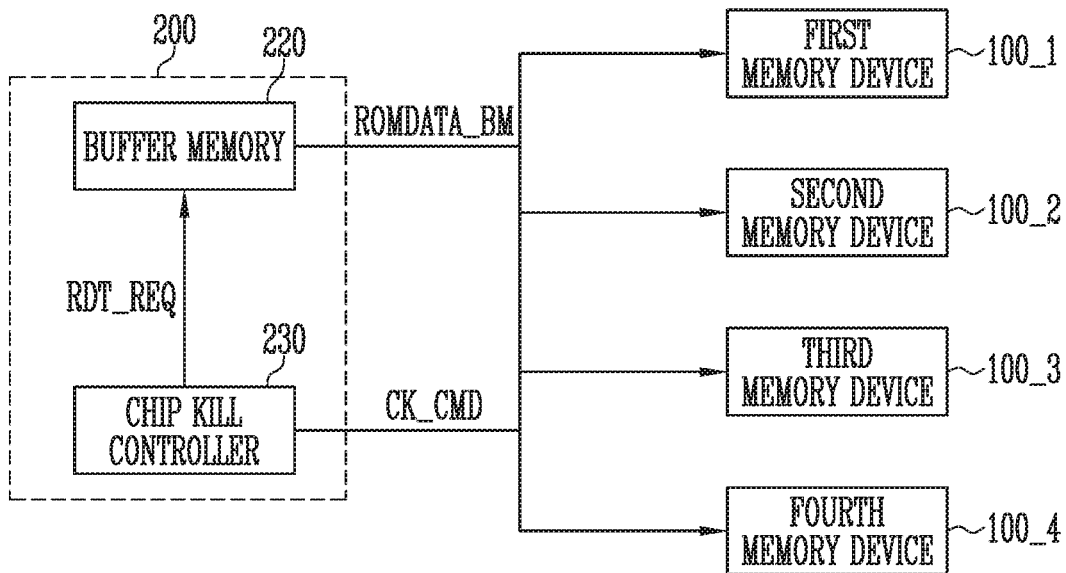 200
220
BUFFER MEMORY
ROMDATA_BM
RDT_REQ
230
CHIP KILL
CONTROLLER
CK_CMD
FIRST
MEMORY DEVICE
100_1
SECOND
MEMORY DEVICE
100_2
THIRD
MEMORY DEVICE
100_3
FOURTH
MEMORY DEVICE
100_4